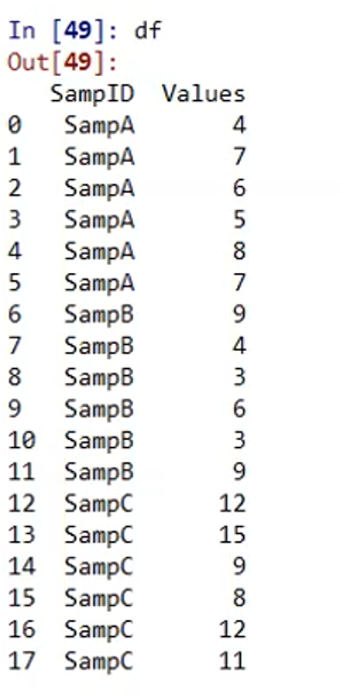 In [49]: df
Out[49]:
SampID Values
0 SampA 4
1 SampA 7
2 SampA 6
3 SampA 5
4 SampA 8
5 SampA 7
6 SampB 9
7 SampB 4
8 SampB 3
9 SampB 6
10 SampB 3
11 SampB 9
12 SampC 12
13 SampC 15
14 SampC 9
15 SampC 8
16 SampC 12
17 SampC 11